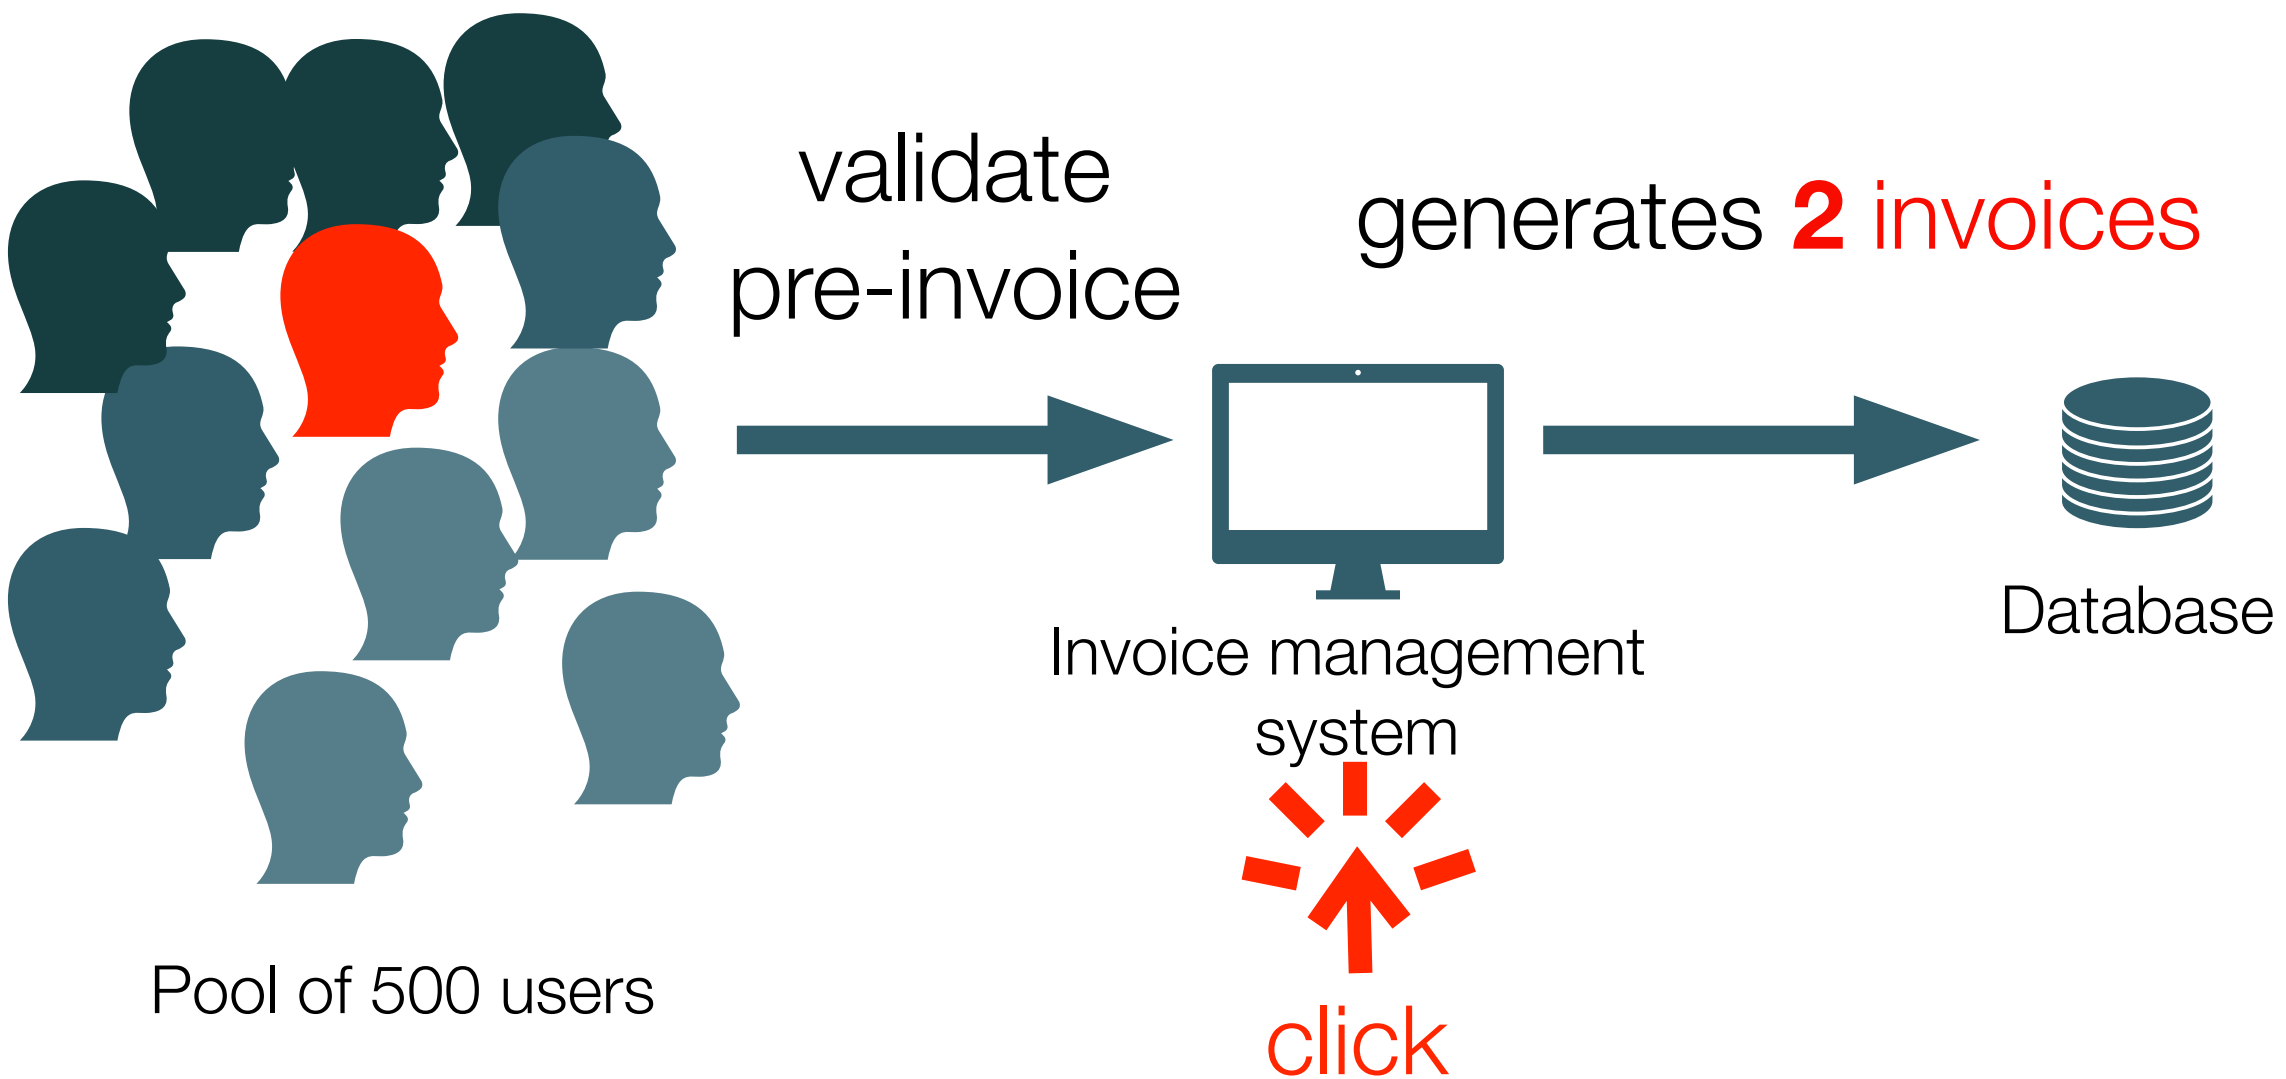 validate
pre-invoice
generates 2 invoices
Invoice management
system
Database
Pool of 500 users
click